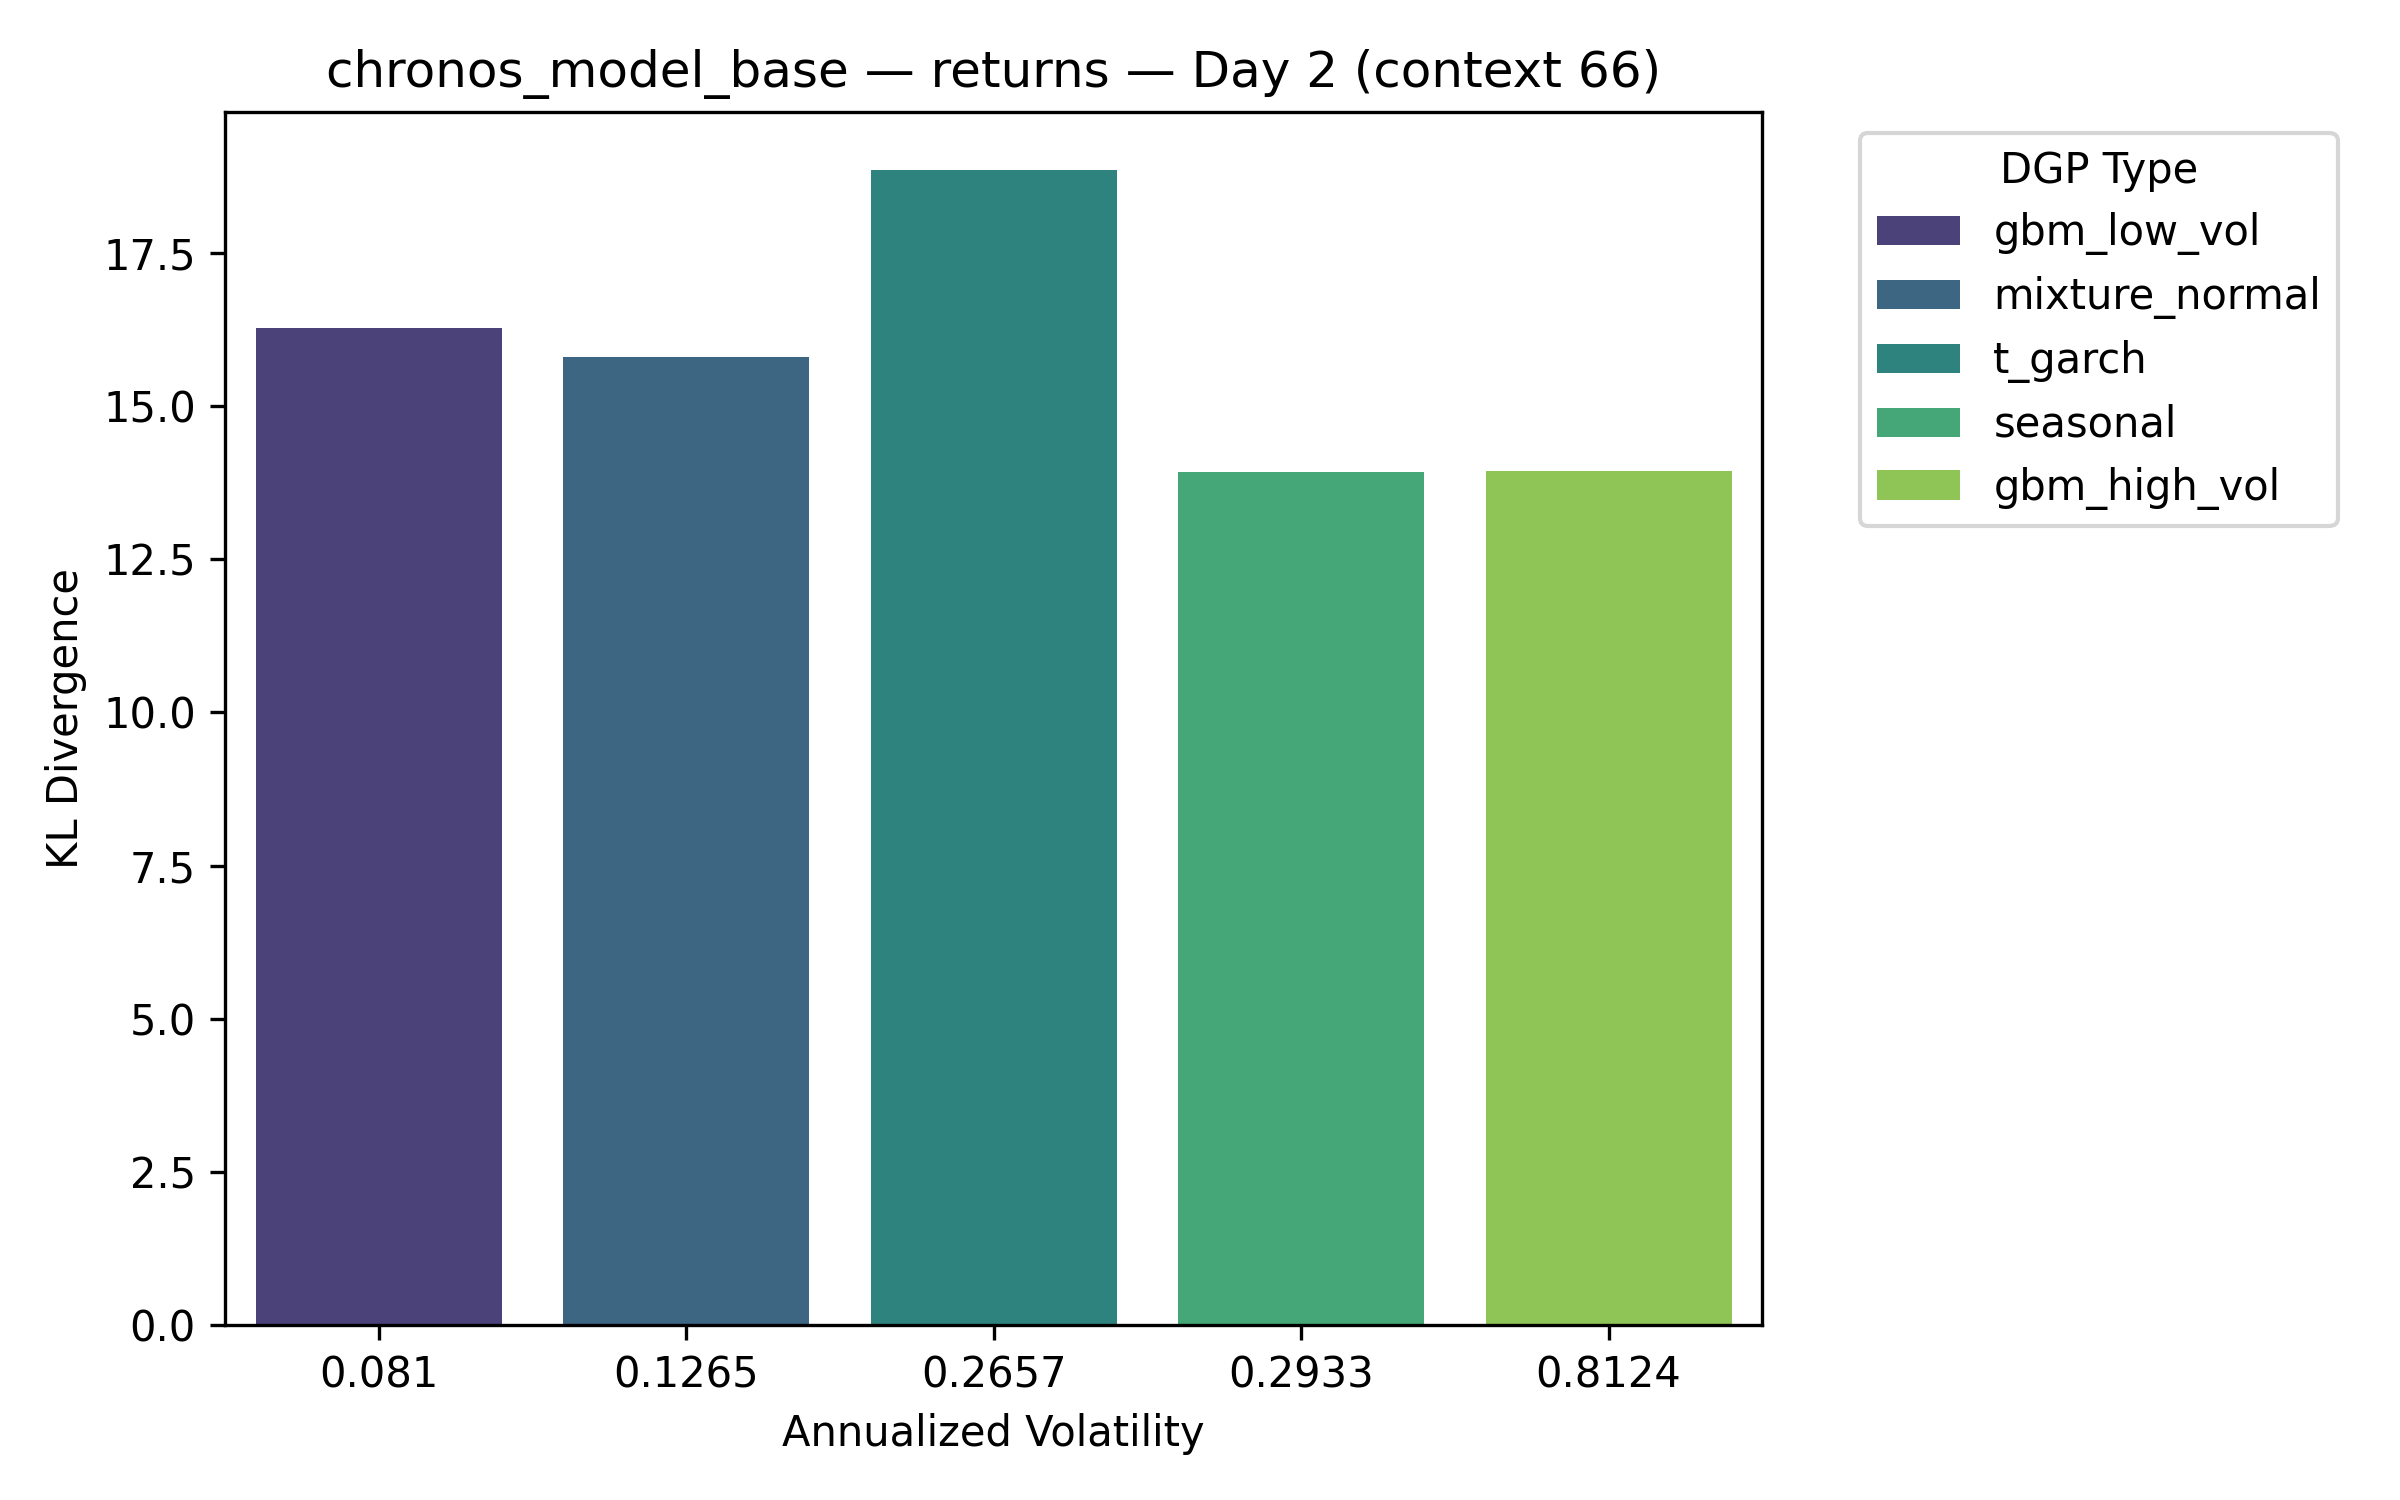 chronos_model_base — returns — Day 2 (context 66)
KL Divergence
17.5
15.0
12.5
10.0
7.5
5.0
2.5
0.0
0.081
0.1265
0.2657
0.2933
0.8124
Annualized Volatility
DGP Type
gbm_low_vol
mixture_normal
t_garch
seasonal
gbm_high_vol